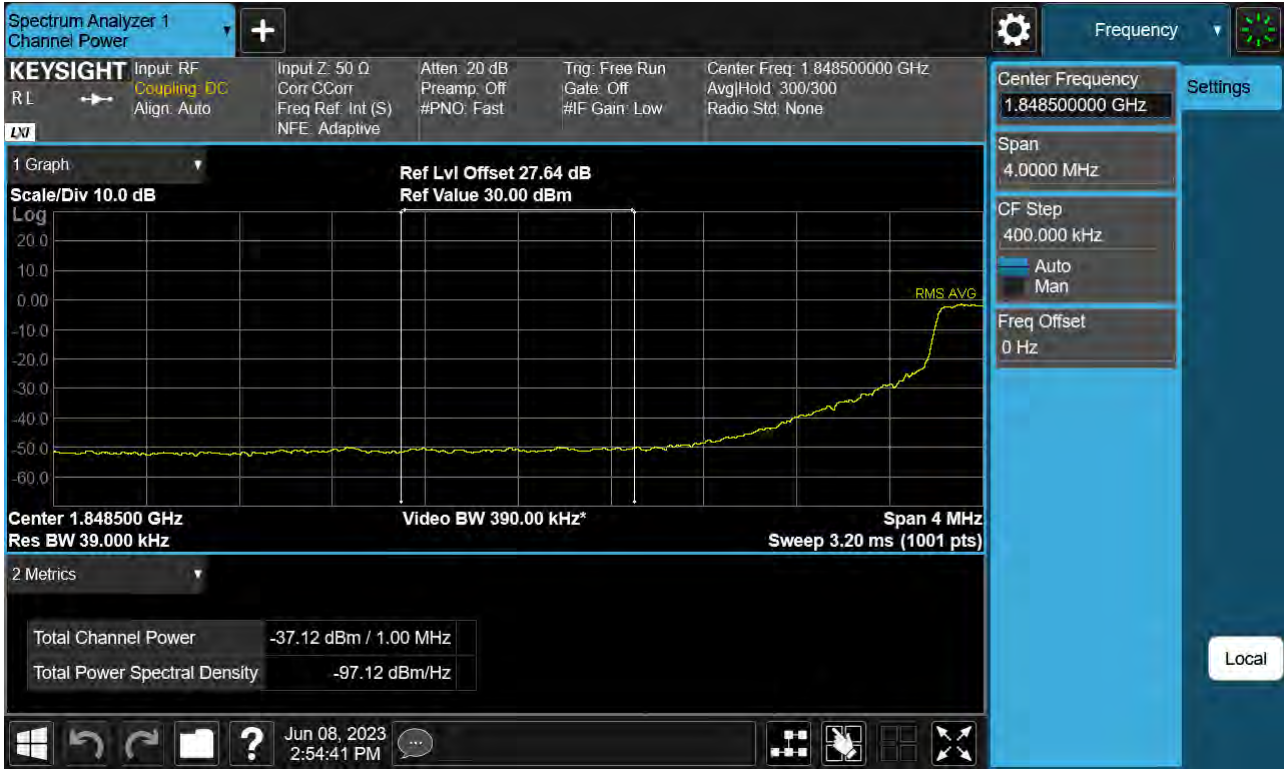 Spectrum Analyzer 1
Channel Power
Frequency
KEYSIGHT
RL
LXI
Input: RF
Coupling: DC
Align: Auto
Input Z: 50 Ω
Corr CCorr
Freq Ref: Int (S)
NFE: Adaptive
Atten: 20 dB
Preamp: Off
#PNO: Fast
Trig: Free Run
Gate: Off
#IF Gain: Low
Center Freq: 1.848500000 GHz
Avg|Hold: 300/300
Radio Std: None
Center Frequency
1.848500000 GHz
Settings
Span
4.0000 MHz
CF Step
400.000 kHz
Auto
Man
Freq Offset
0 Hz
Local
1 Graph
Scale/Div 10.0 dB
Ref Lvl Offset 27.64 dB
Ref Value 30.00 dBm
Log
20.0
10.0
0.00
-10.0
-20.0
-30.0
-40.0
-50.0
-60.0
RMS AVG
Center 1.848500 GHz
Video BW 390.00 kHz*
Span 4 MHz
Res BW 39.000 kHz
Sweep 3.20 ms (1001 pts)
2 Metrics
Total Channel Power -37.12 dBm / 1.00 MHz
Total Power Spectral Density -97.12 dBm/Hz
?
Jun 08, 2023
2:54:41 PM